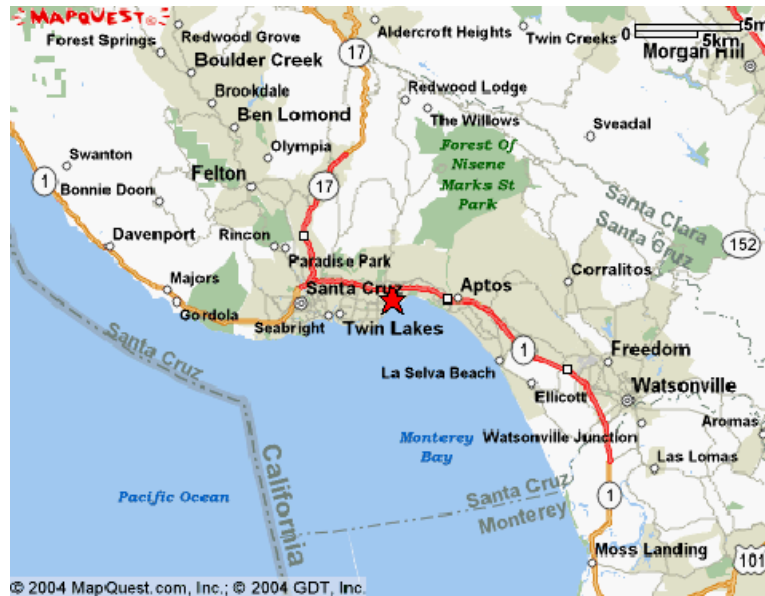 MAPQUEST®
Redwood Grove
Aldercroft Heights
Twin Creeks
0
5m
5km
Forest Springs
17
Morgan Hill
Boulder Creek
Redwood Lodge
Brookdale
The Willows
Ben Lomond
Sveadal
Olympia
Forest Of
Nisene
Marks St
Park
Swanton
1
Bonnie Doon
Felton
17
Santa Clara
Santa Cruz
152
Davenport
Rincon
Paradise Park
Corralitos
Majors
Santa Cruz
Aptos
Gordola
Seabright
Twin Lakes
Santa Cruz
1
Freedom
La Selva Beach
Ellicott
Watsonville
Monterey
Bay
Watsonville Junction
Aromas
Las Lomas
California
Pacific Ocean
Santa Cruz
Monterey
1
Moss Landing
101
© 2004 MapQuest.com, Inc.; © 2004 GDT, Inc.